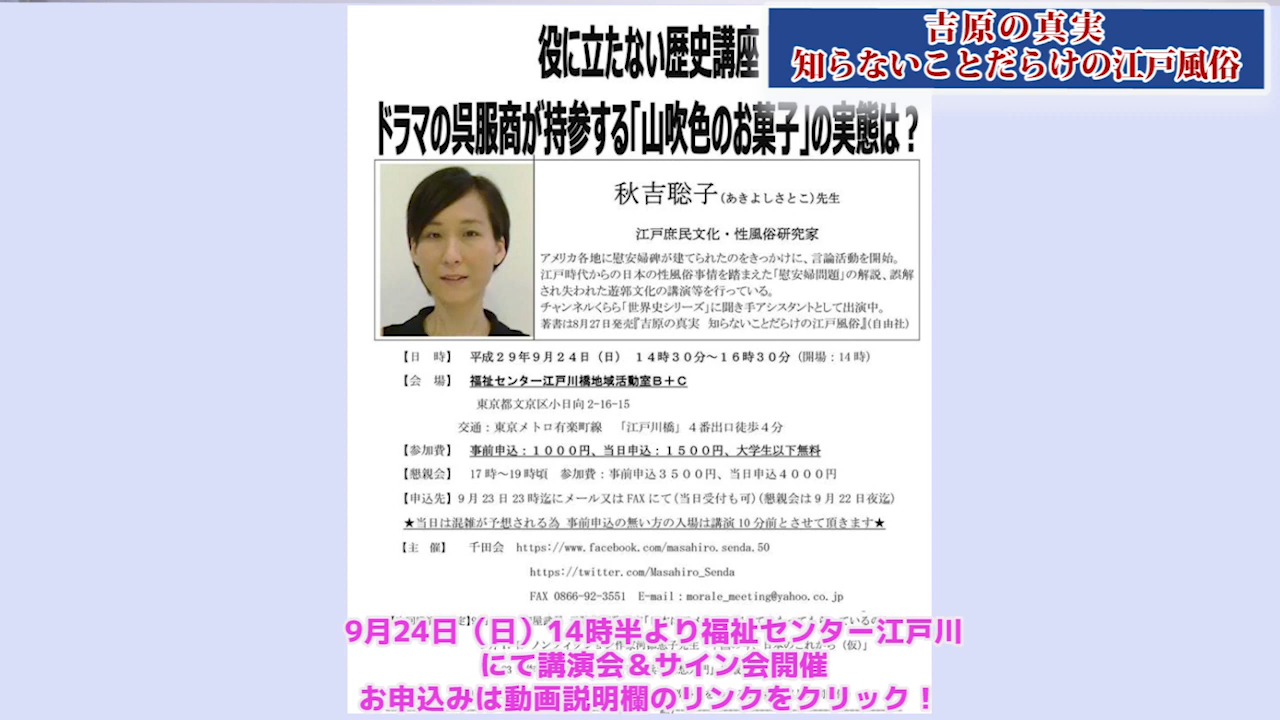 吉原の真実
知らないことだらけの江戸風俗
役に立たない歴史講座
ドラマの呉服商が持参する「山吹色のお菓子」の実態は？
秋吉聡子(あきよしさとこ)先生
江戸庶民文化・性風俗研究家
アメリカ各地に慰安婦碑が建てられたのをきっかけに、言論活動を開始。
江戸時代からの日本の性風俗事情を踏まえた「慰安婦問題」の解説、誤解
され失われた遊郭文化の講演等を行っている。
チャンネルくらら「世界史シリーズ」に聞き手アシスタントとして出演中。
著書は8月27日発売『吉原の真実 知らないことだらけの江戸風俗』(自由社)
【日 時】 平成２９年９月２４日（日） １４時３０分～１６時３０分 (開場：14時)
【会 場】 福祉センター江戸川橋地域活動室Ｂ＋Ｃ
東京都文京区小日向2-16-15
交通：東京メトロ有楽町線 「江戸川橋」４番出口徒歩４分
【参加費】 事前申込：１０００円、当日申込：１５００円、大学生以下無料
【懇親会】 17時～19時頃 参加費：事前申込３５００円、当日申込４０００円
【申込先】9月23日23時迄にメール又はFAXにて(当日受付も可)(懇親会は9月22日夜迄)
★当日は混雑が予想される為 事前申込の無い方の入場は講演10分前とさせて頂きます★
【主 催】 千田会 https://www.facebook.com/masahiro.senda.50
https://twitter.com/Masahiro_Senda
FAX 0866-92-3551 E-mail：morale_meeting@yahoo.co.jp
9月24日（日）14時半より福祉センター江戸川
にて講演会＆サイン会開催
お申込みは動画説明欄のリンクをクリック！